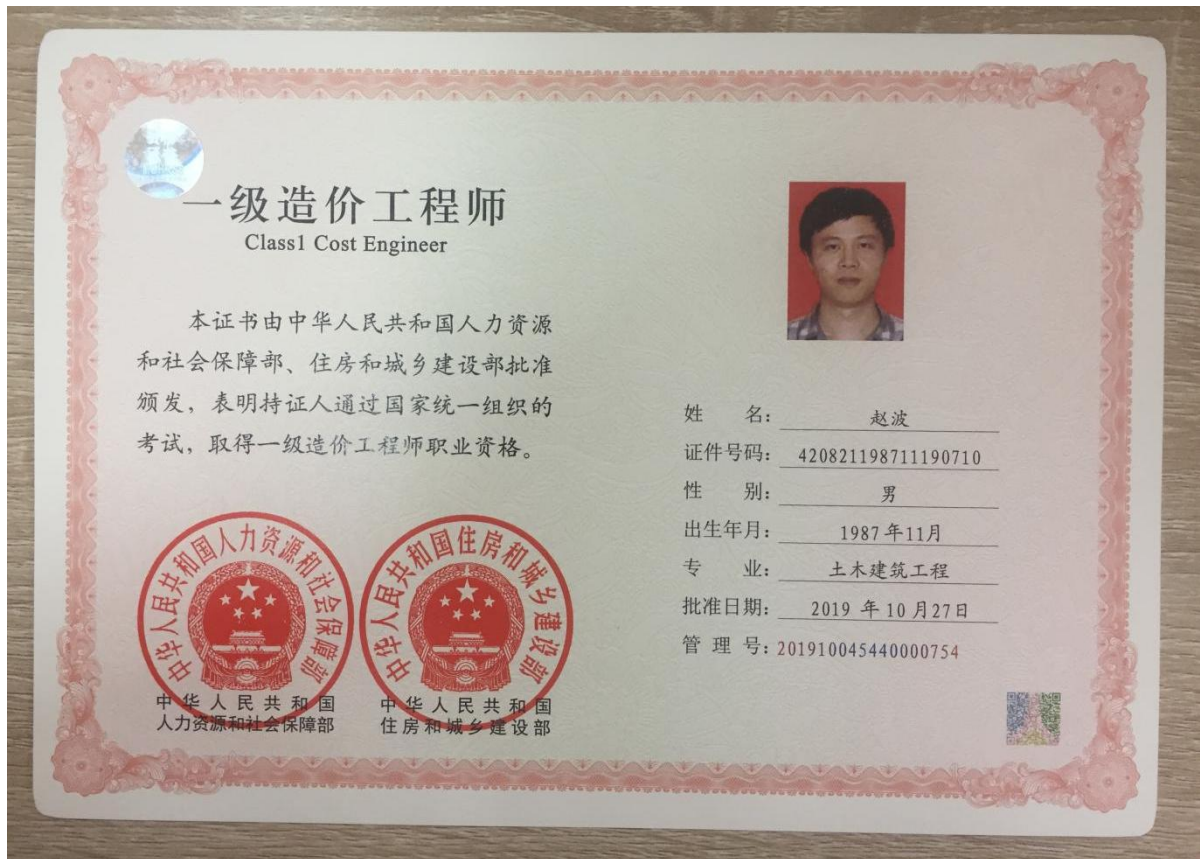 一级造价工程师
Class1 Cost Engineer
本证书由中华人民共和国人力资源
和社会保障部、住房和城乡建设部批准
颁发，表明持证人通过国家统一组织的
考试，取得一级造价工程师职业资格。
中华人民共和国人力资源和社会保障部
中华人民共和国住房和城乡建设部
中华人民共和国
人力资源和社会保障部
中华人民共和国
住房和城乡建设部
姓 名： 赵波
证件号码： 420821198711190710
性 别： 男
出生年月： 1987年11月
专 业： 土木建筑工程
批准日期： 2019 年 10 月27日
管 理 号：201910045440000754